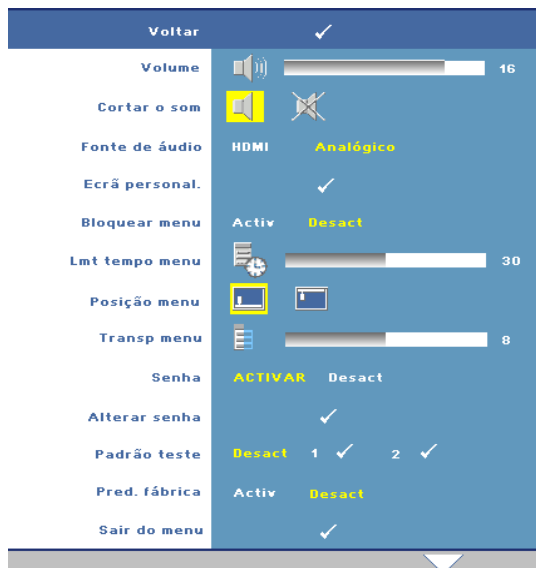 Voltar
Volume 16
Cortar o som
Fonte de áudio HDMI Analógico
Ecrã personal.
Bloquear menu Activ Desact
Lmt tempo menu 30
Posição menu
Transp menu 8
Senha ACTIVAR Desact
Alterar senha
Padrão teste Desact 1 2
Pred. fábrica Activ Desact
Sair do menu